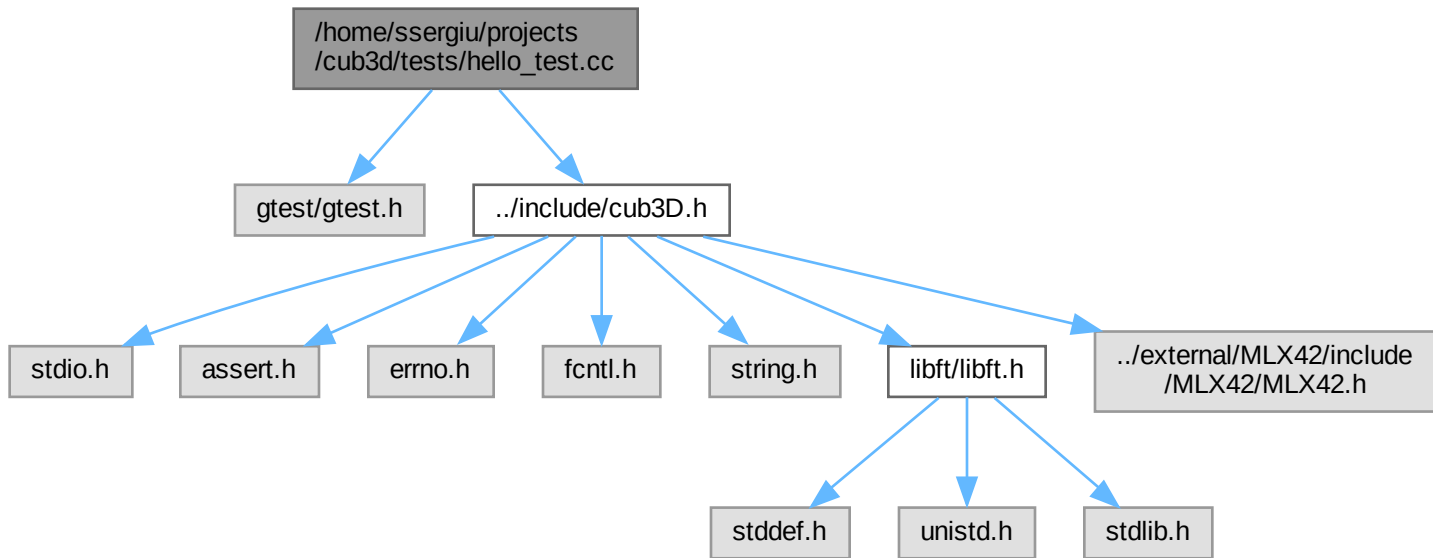 /home/ssergiu/projects
/cub3d/tests/hello_test.cc
gtest/gtest.h
../include/cub3D.h
stdio.h
assert.h
errno.h
fcntl.h
string.h
libft/libft.h
../external/MLX42/include
/MLX42/MLX42.h
stddef.h
unistd.h
stdlib.h